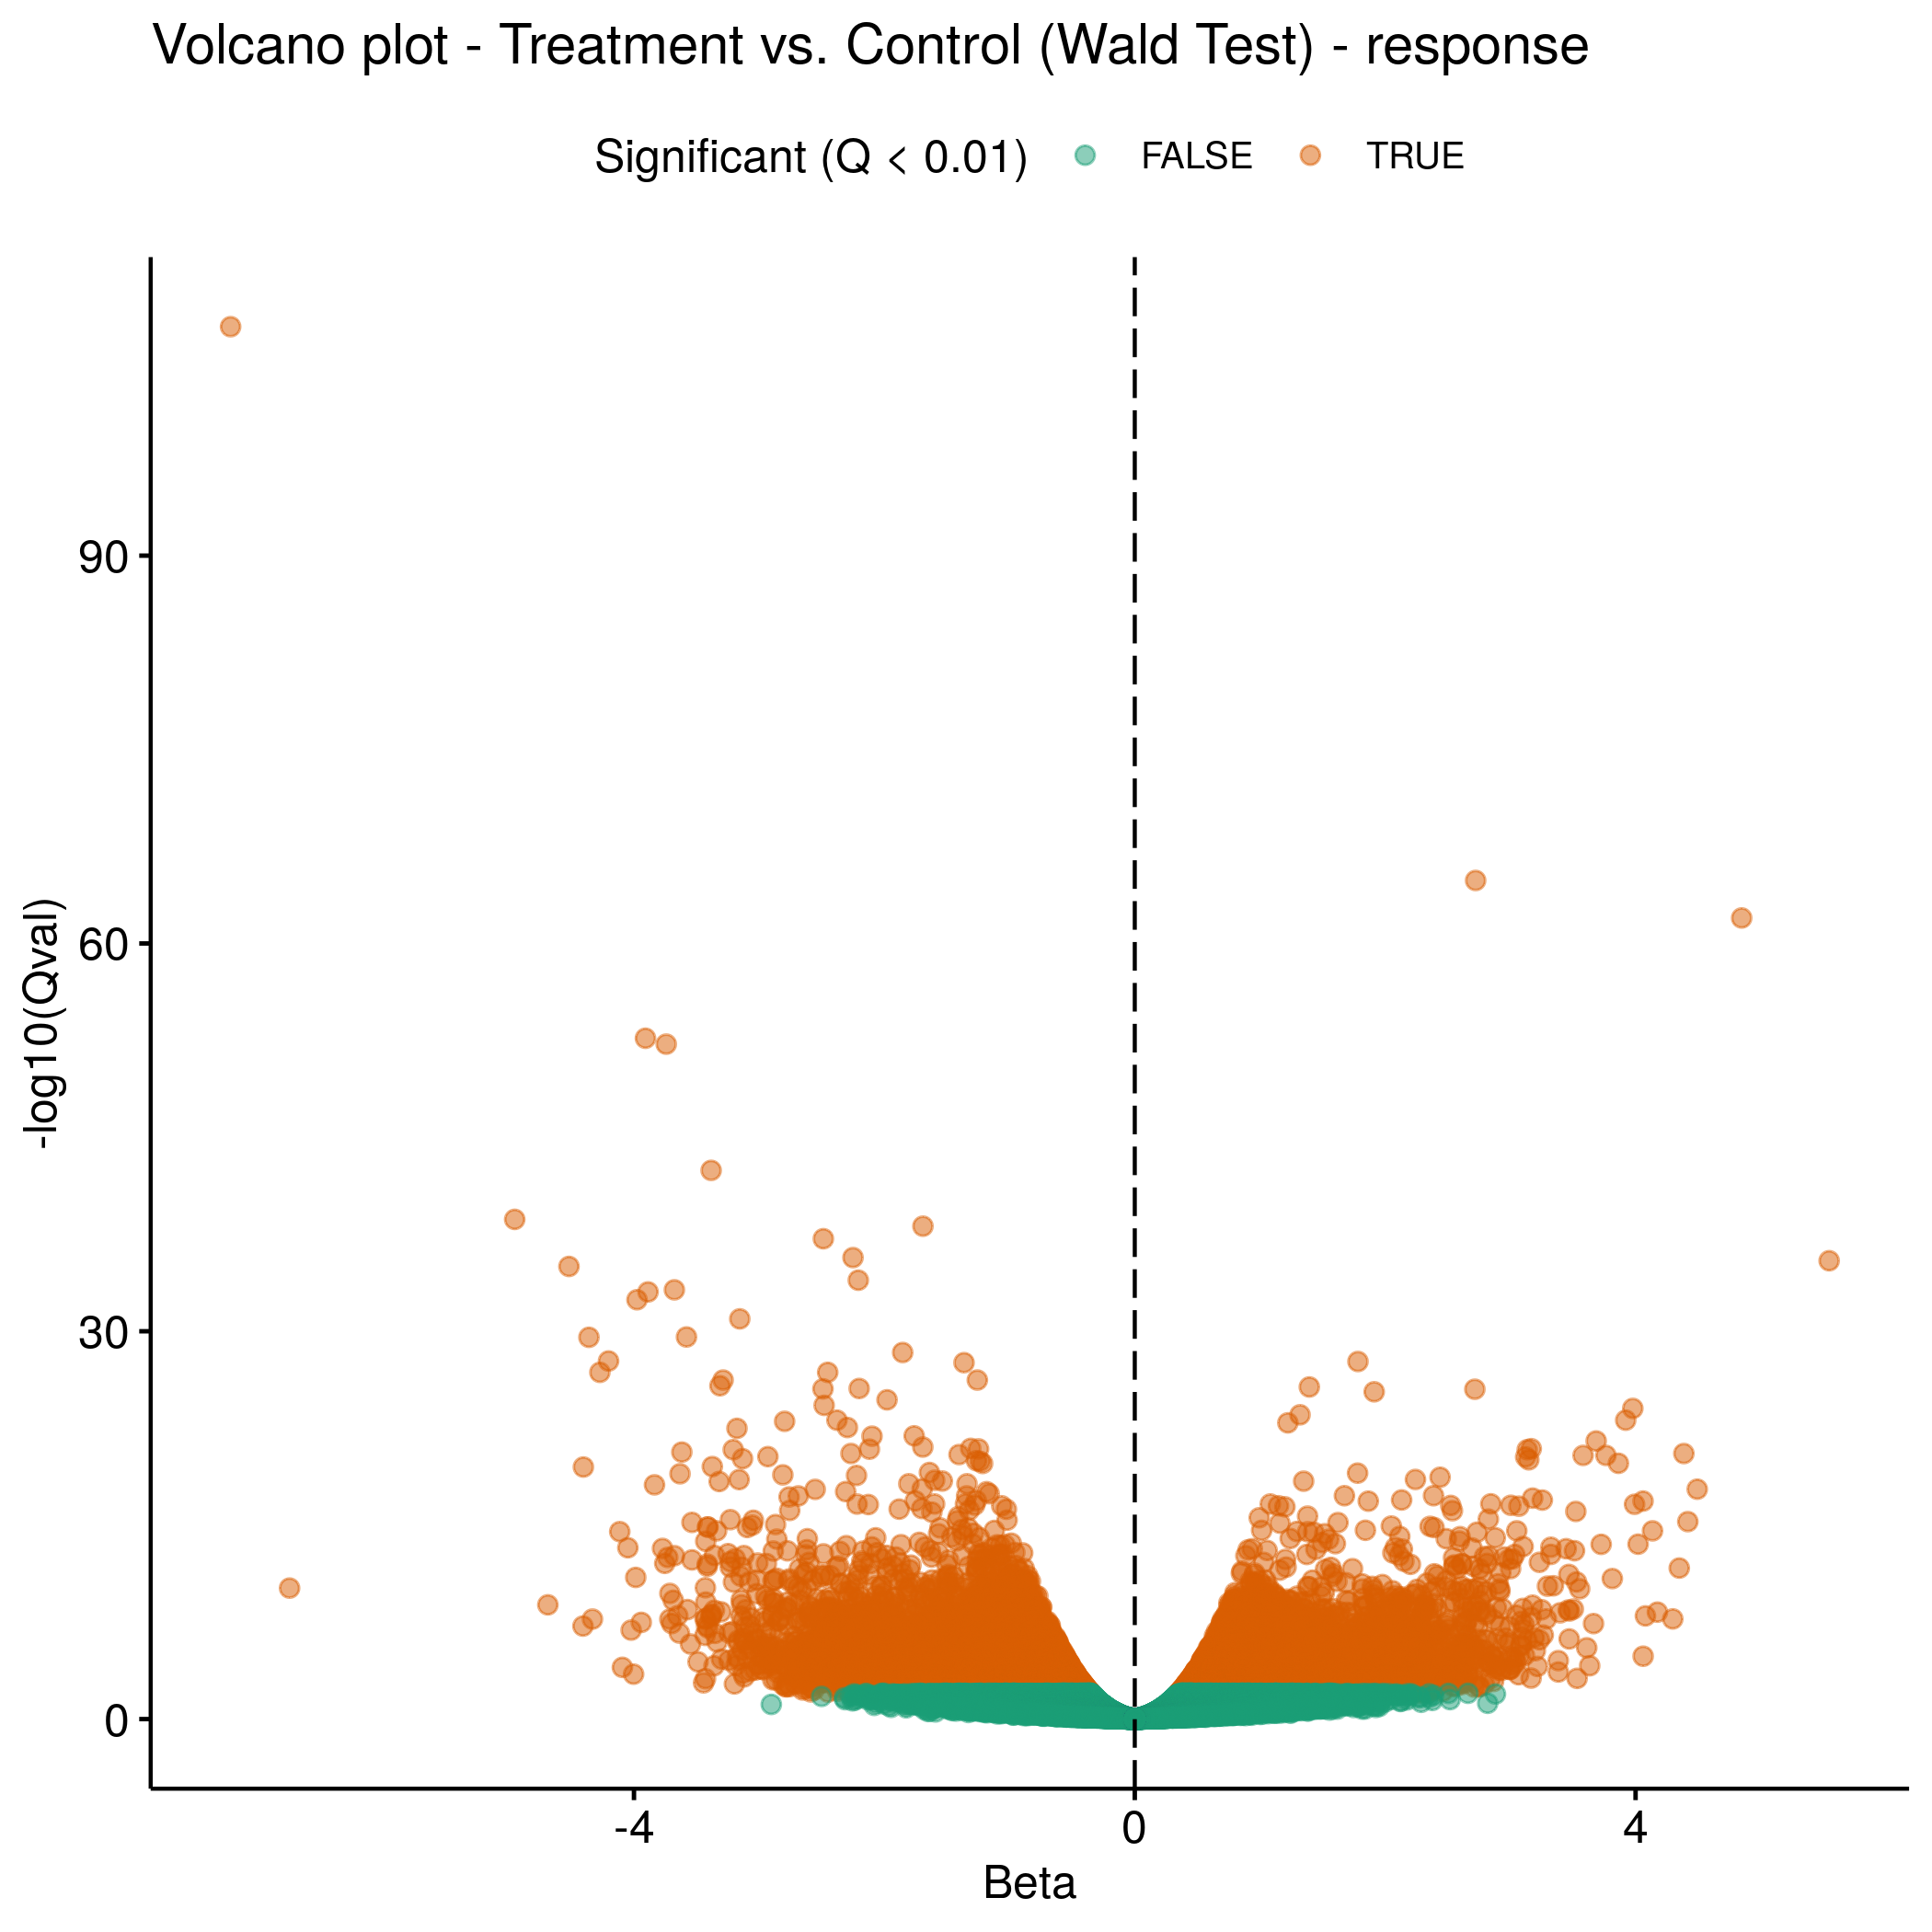 Volcano plot - Treatment vs. Control (Wald Test) - response
Significant (Q < 0.01) FALSE TRUE
-log10(Qval)
90
60
30
0
-4 0 4
Beta